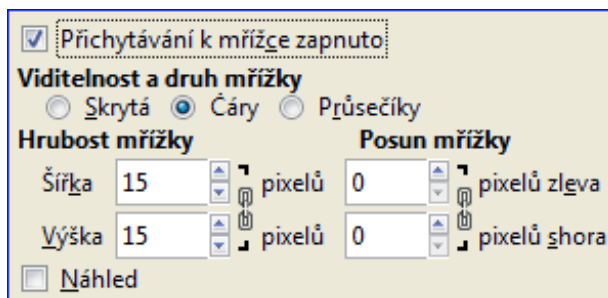 Přichytávání k mřížce zapnuto
Viditelnost a druh mřížky
Skrytá Čáry Průsečíky
Hrubost mřížky Posun mřížky
Šířka 15 pixelů 0 pixelů zleva
Výška 15 pixelů 0 pixelů shora
Náhled